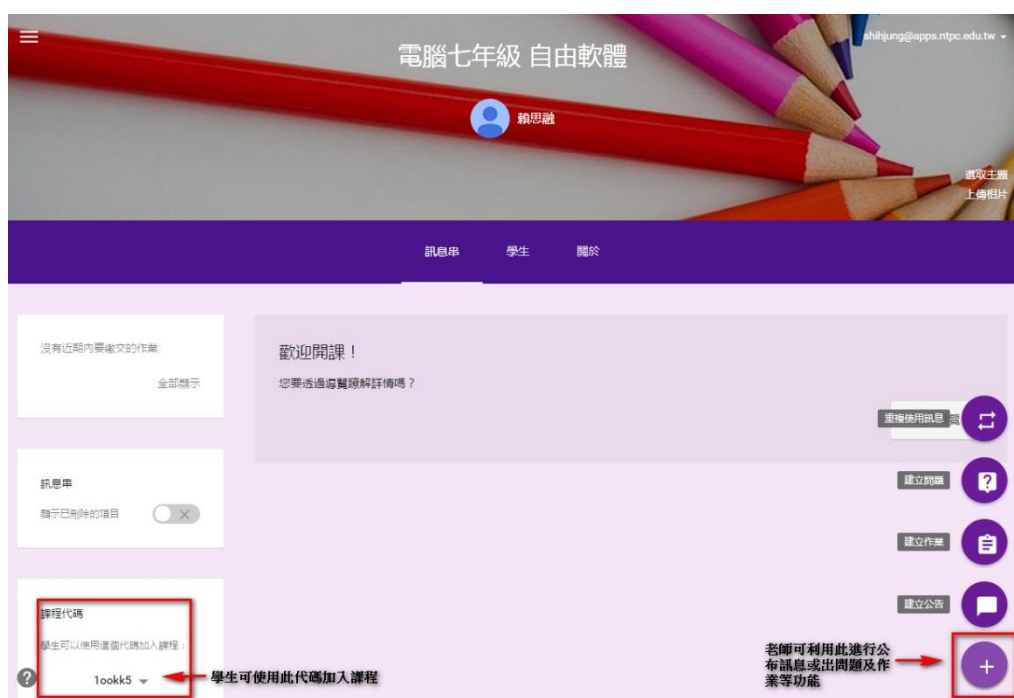 shihjung@apps.ntpc.edu.tw
電腦七年級 自由軟體
賴思融
選取主題
上傳相片
訊息串
學生
關於
沒有近期內要繳交的作業
全部顯示
歡迎開課！
您要透過導覽瞭解詳情嗎？
重複使用訊息
訊息串
顯示已刪除的項目
建立問題
建立作業
建立公告
課程代碼
學生可以使用這個代碼加入課程：
1ookk5
學生可使用此代碼加入課程
老師可利用此進行公
布訊息或出問題及作
業等功能